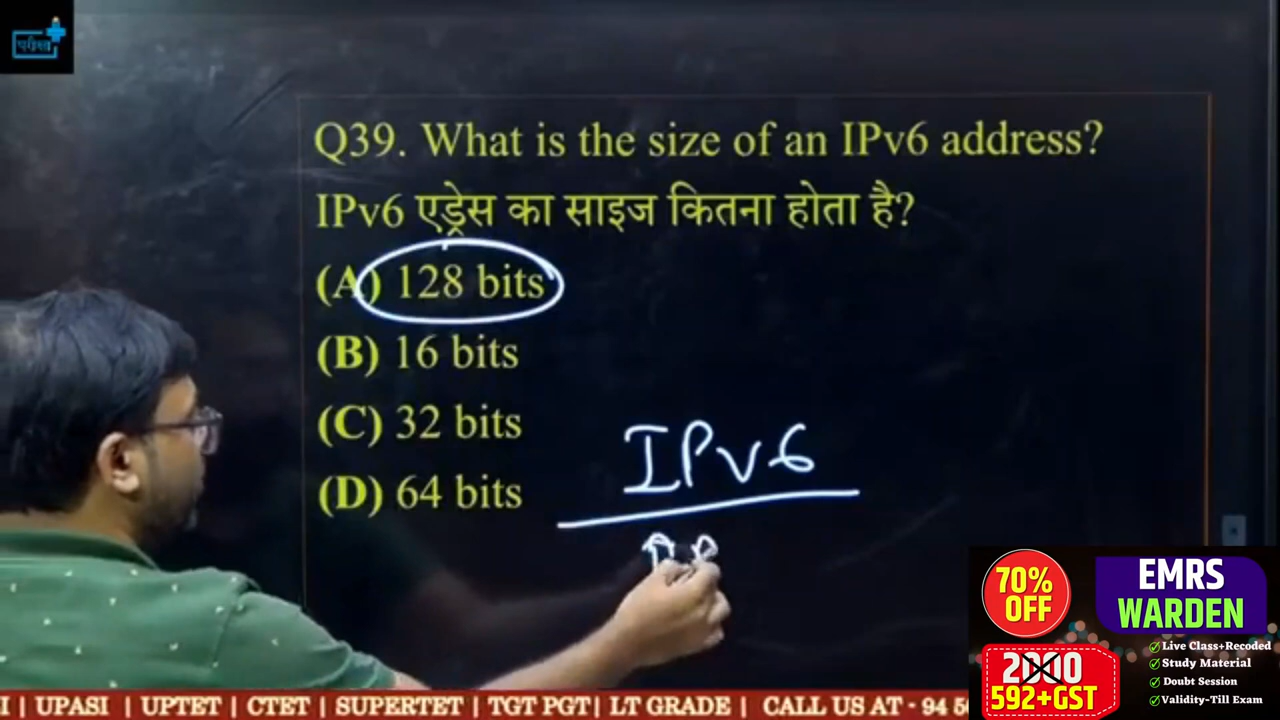 परीक्षा
Q39. What is the size of an IPv6 address?
IPv6 एड्रेस का साइज कितना होता है?
(A) 128 bits
(B) 16 bits
(C) 32 bits
(D) 64 bits
IPv6
70%
OFF
EMRS
WARDEN
2000
592+GST
Live Class+Recoded
Study Material
Doubt Session
Validity-Till Exam
| UPASI | UPTET | CTET | SUPERTET | TGT PGT | LT GRADE | CALL US AT - 94